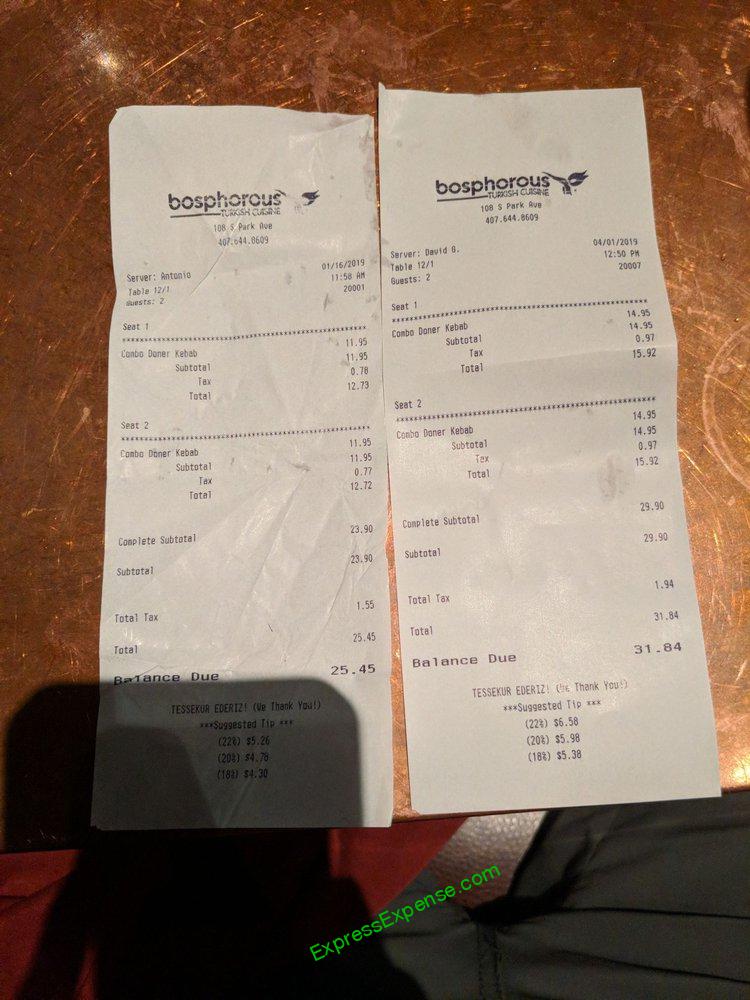 bosphorous
TURKISH CUISINE
108 S Park Ave
407.644.8609
Server: Antonio 01/16/2019
Table 12/1 11:58 AM
Guests: 2 20001
Seat 1
Combo Doner Kebab 11.95
Subtotal 11.95
Tax 0.78
Total 12.73
Seat 2
Combo Doner Kebab 11.95
Subtotal 11.95
Tax 0.77
Total 12.72
Complete Subtotal 23.90
Subtotal 23.90
Total Tax 1.55
Total 25.45
Balance Due 25.45
TESSEKUR EDERIZ! (We Thank You!)
***Suggested Tip ***
(22%) $5.26
(20%) $4.78
(18%) $4.30
bosphorous
TURKISH CUISINE
108 S Park Ave
407.644.8609
Server: David G. 04/01/2019
Table 12/1 12:50 PM
Guests: 2 20007
Seat 1
Combo Doner Kebab 14.95
Subtotal 14.95
Tax 0.97
Total 15.92
Seat 2
Combo Doner Kebab 14.95
Subtotal 14.95
Tax 0.97
Total 15.92
Complete Subtotal 29.90
Subtotal 29.90
Total Tax 1.94
Total 31.84
Balance Due 31.84
TESSEKUR EDERIZ! (We Thank You!)
***Suggested Tip ***
(22%) $6.58
(20%) $5.98
(18%) $5.38
ExpressExpense.com